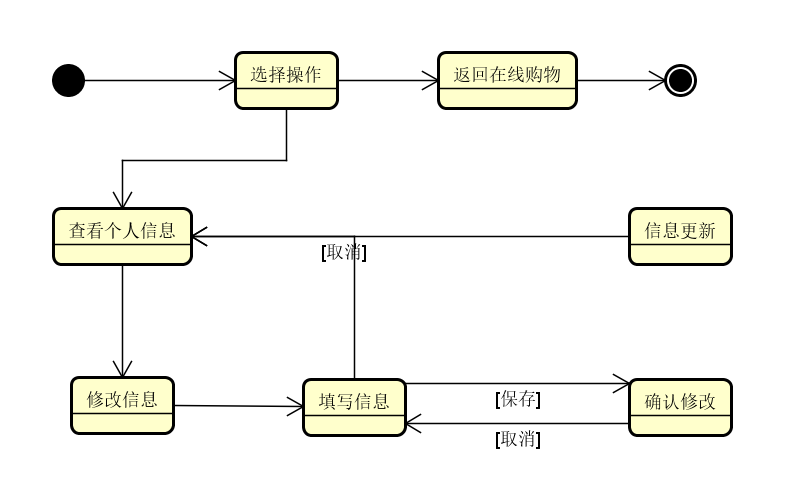 选择操作
返回在线购物
查看个人信息
信息更新
[取消]
修改信息
填写信息
[保存]
确认修改
[取消]